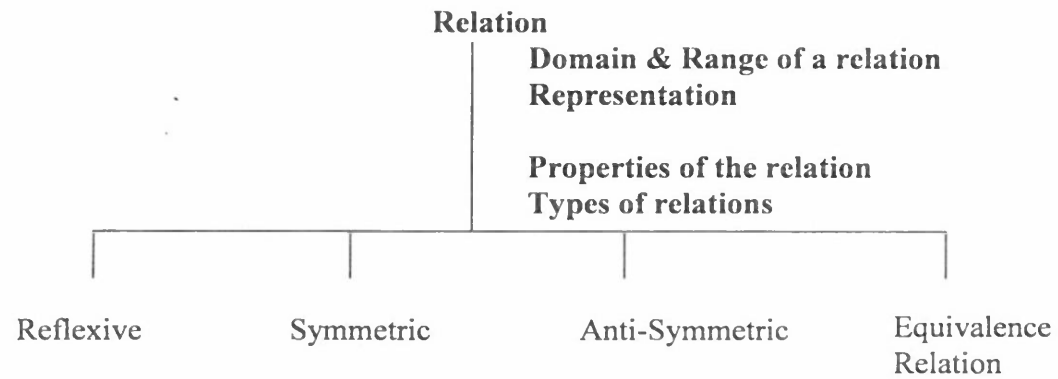 Relation
Domain & Range of a relation
Representation
Properties of the relation
Types of relations
Reflexive
Symmetric
Anti-Symmetric
Equivalence
Relation